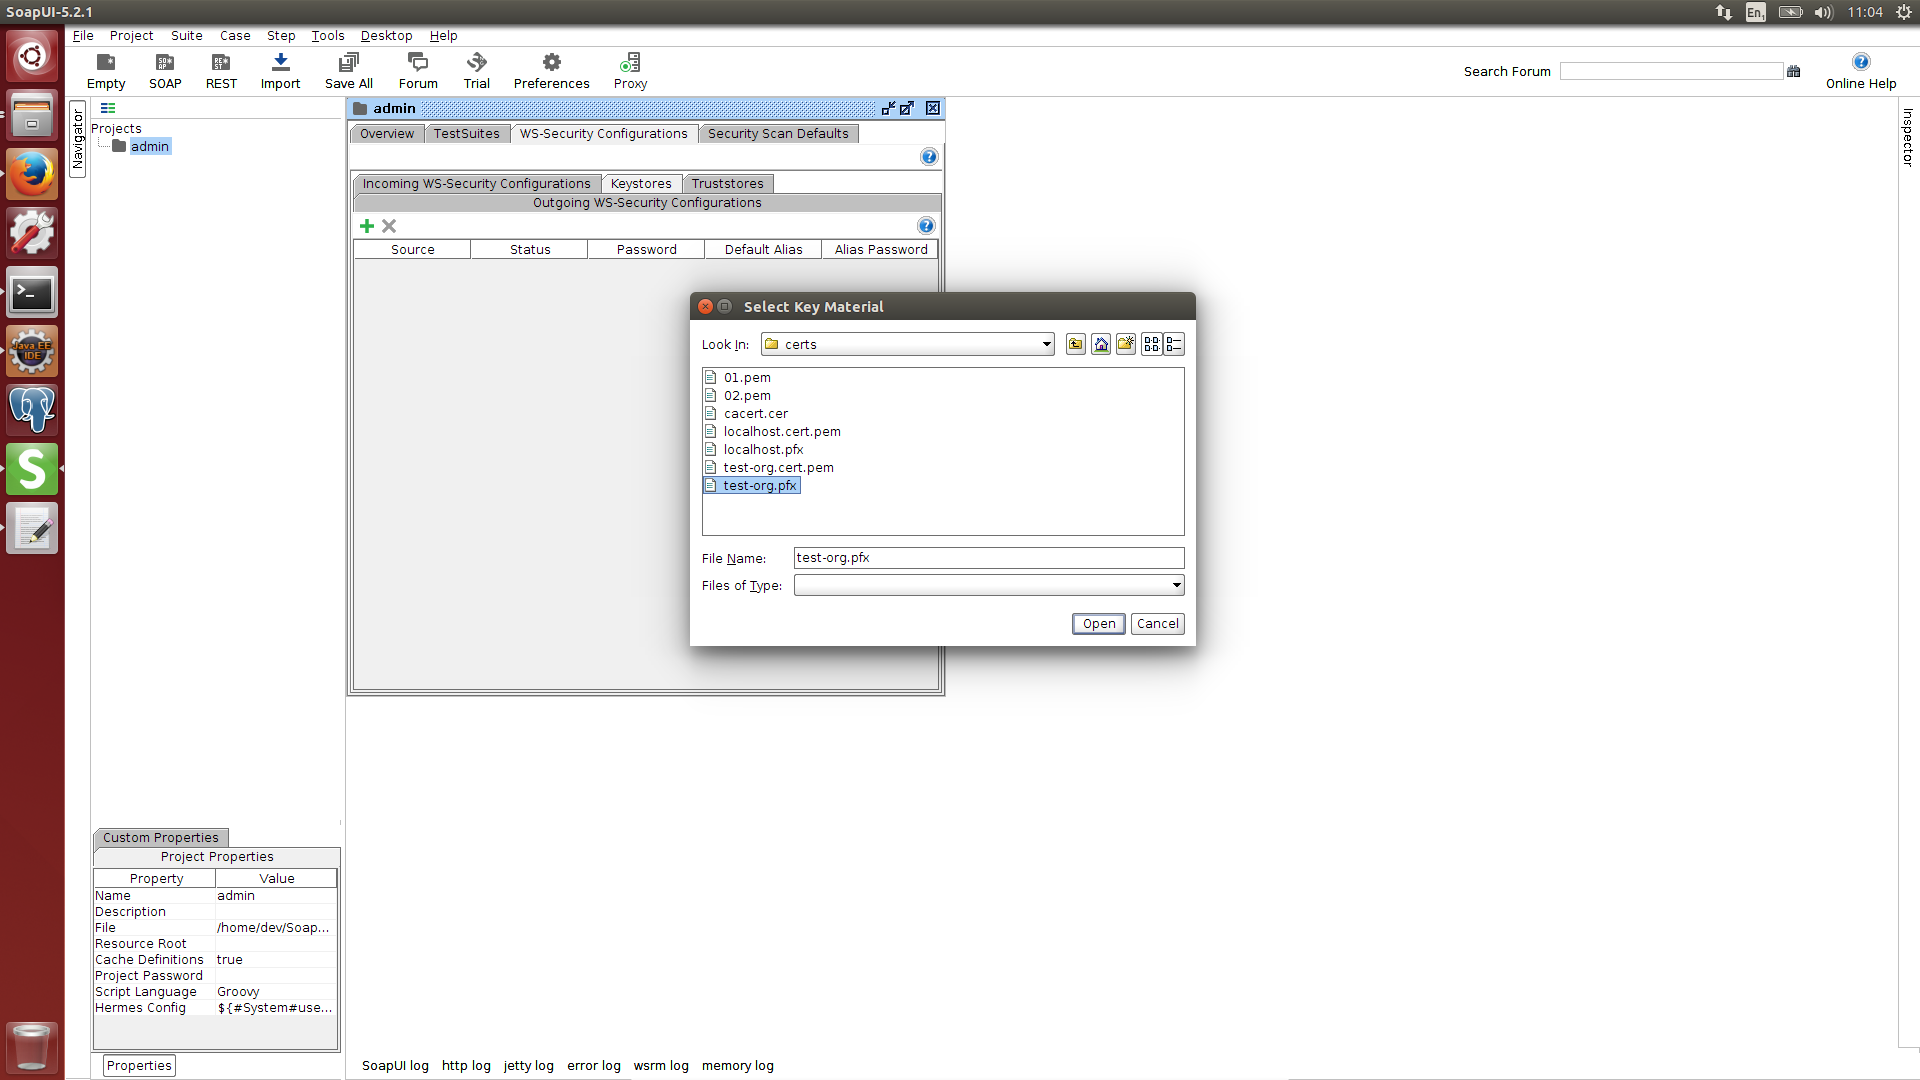 SoapUI-5.2.1
En1 11:04
File Project Suite Case Step Tools Desktop Help
Empty SOAP REST Import Save All Forum Trial Preferences Proxy
Search Forum
Online Help
Navigator
Inspector
Projects
admin
admin
Overview TestSuites WS-Security Configurations Security Scan Defaults
Incoming WS-Security Configurations Keystores Truststores
Outgoing WS-Security Configurations
Source Status Password Default Alias Alias Password
Select Key Material
Look In: certs
01.pem
02.pem
cacert.cer
localhost.cert.pem
localhost.pfx
test-org.cert.pem
test-org.pfx
File Name: test-org.pfx
Files of Type:
Open Cancel
Java EE
IDE
Custom Properties
Project Properties
Property Value
Name admin
Description
File /home/dev/Soap...
Resource Root
Cache Definitions true
Project Password
Script Language Groovy
Hermes Config ${#System#use...
Properties
SoapUI log http log jetty log error log wsrm log memory log